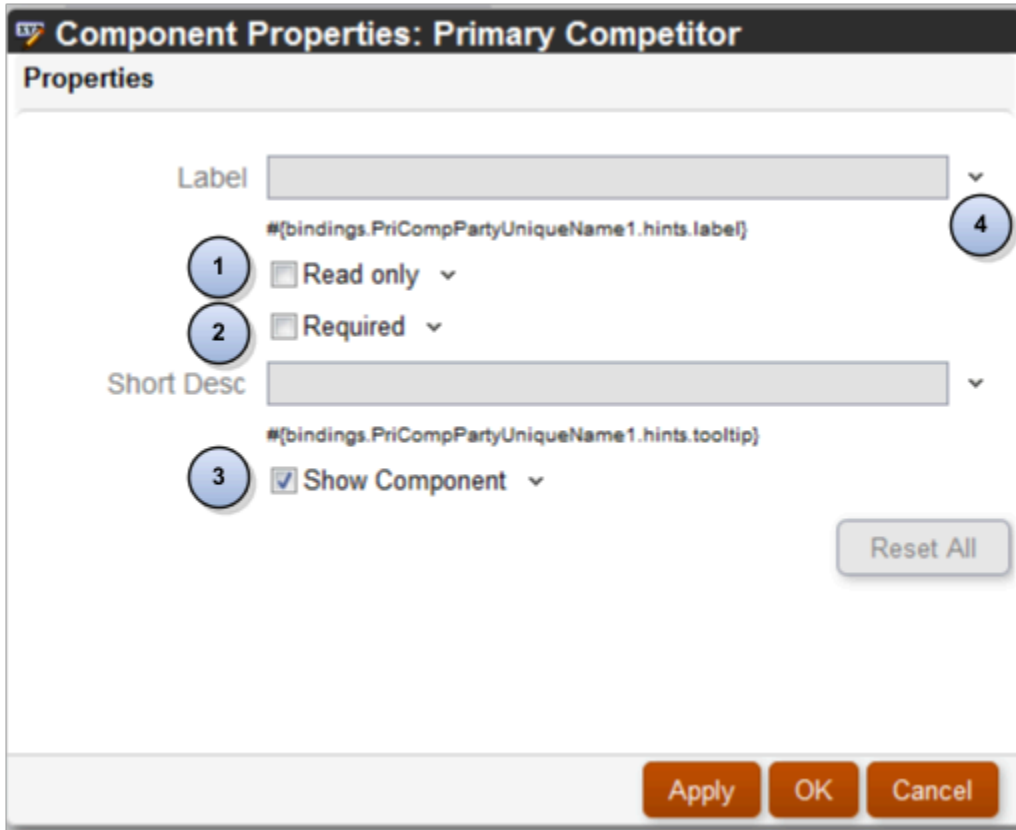 Component Properties: Primary Competitor
Properties
Label
4
#{bindings.PriCompPartyUniqueName1.hints.label}
1 Read only
2 Required
Short Desc
#{bindings.PriCompPartyUniqueName1.hints.tooltip}
3 Show Component
Reset All
Apply OK Cancel